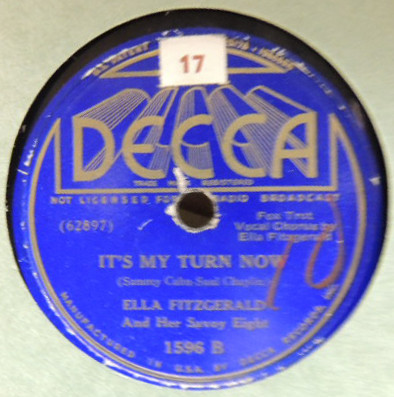 U.S. PATENT
17
DECCA
TRADE MARK REGISTERED
NOT LICENSED FOR RADIO BROADCAST
(62897)
Fox Trot
Vocal Chorus by
Ella Fitzgerald
IT'S MY TURN NOW
(Sammy Cahn-Saul Chaplin)
ELLA FITZGERALD
And Her Savoy Eight
1596 B
MANUFACTURED IN U.S.A. BY DECCA RECORDS, INC.
10